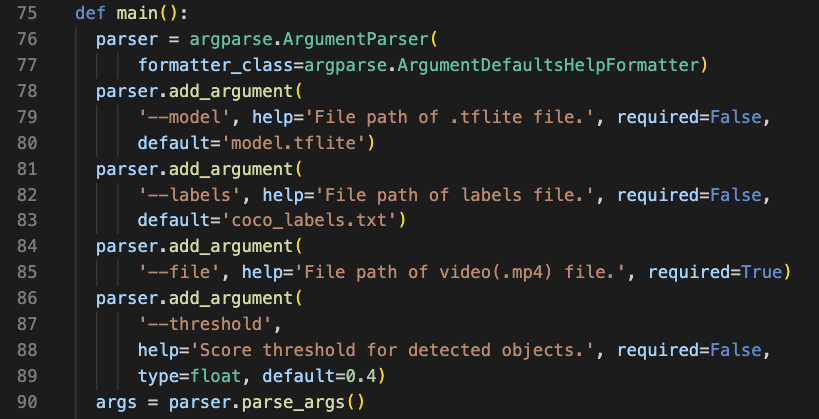 75 def main():
76   parser = argparse.ArgumentParser(
77       formatter_class=argparse.ArgumentDefaultsHelpFormatter)
78   parser.add_argument(
79       '--model', help='File path of .tflite file.', required=False,
80       default='model.tflite')
81   parser.add_argument(
82       '--labels', help='File path of labels file.', required=False,
83       default='coco_labels.txt')
84   parser.add_argument(
85       '--file', help='File path of video(.mp4) file.', required=True)
86   parser.add_argument(
87       '--threshold',
88       help='Score threshold for detected objects.', required=False,
89       type=float, default=0.4)
90   args = parser.parse_args()